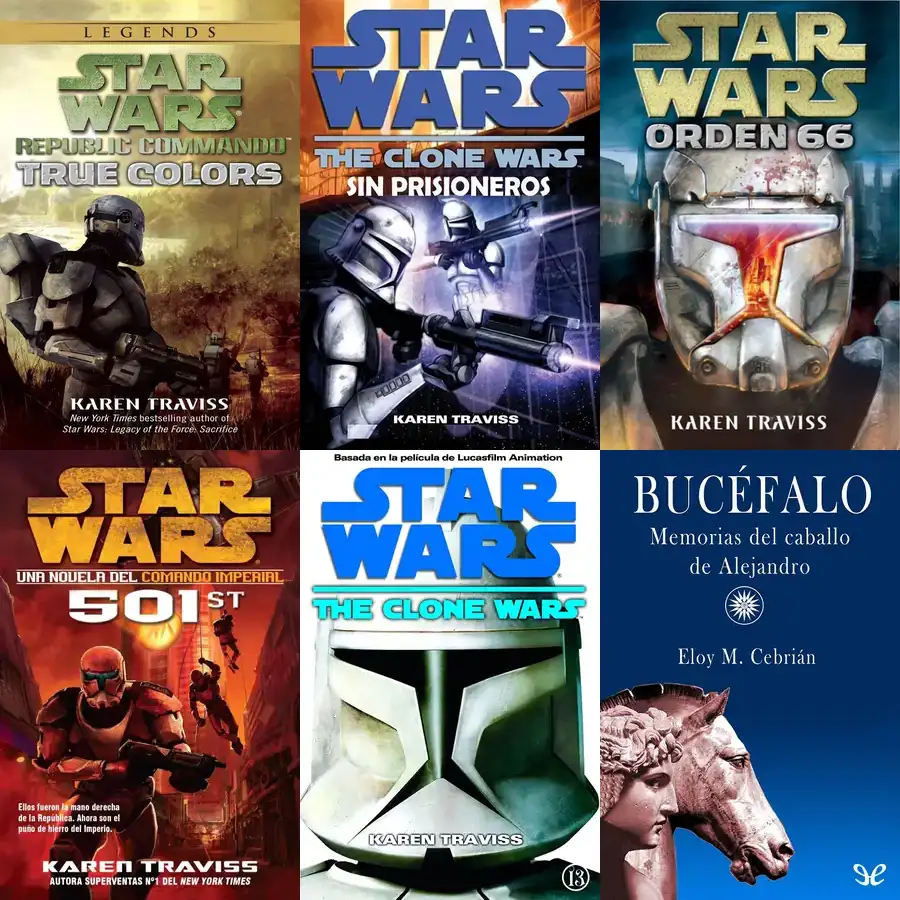 LEGENDS
STAR
WARS
REPUBLIC COMMANDO™
TRUE COLORS
KAREN TRAVISS
New York Times bestselling author of
Star Wars: Legacy of the Force: Sacrifice
STAR
WARS
THE CLONE WARS
SIN PRISIONEROS
KAREN TRAVISS
STAR
WARS
ORDEN 66
KAREN TRAVISS
STAR
WARS
UNA NOVELA DEL COMANDO IMPERIAL
501ST
Ellos fueron la mano derecha
de la República. Ahora son el
puño de hierro del Imperio.
KAREN TRAVISS
AUTORA SUPERVENTAS Nº1 DEL NEW YORK TIMES
Basada en la película de Lucasfilm Animation
STAR
WARS
THE CLONE WARS
KAREN TRAVISS
13
BUCÉFALO
Memorias del caballo
de Alejandro
Eloy M. Cebrián